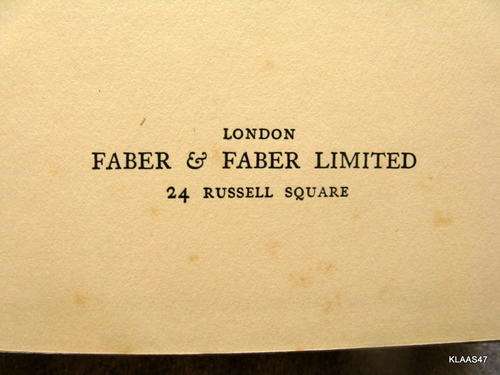 LONDON
FABER & FABER LIMITED
24 RUSSELL SQUARE
KLAAS47